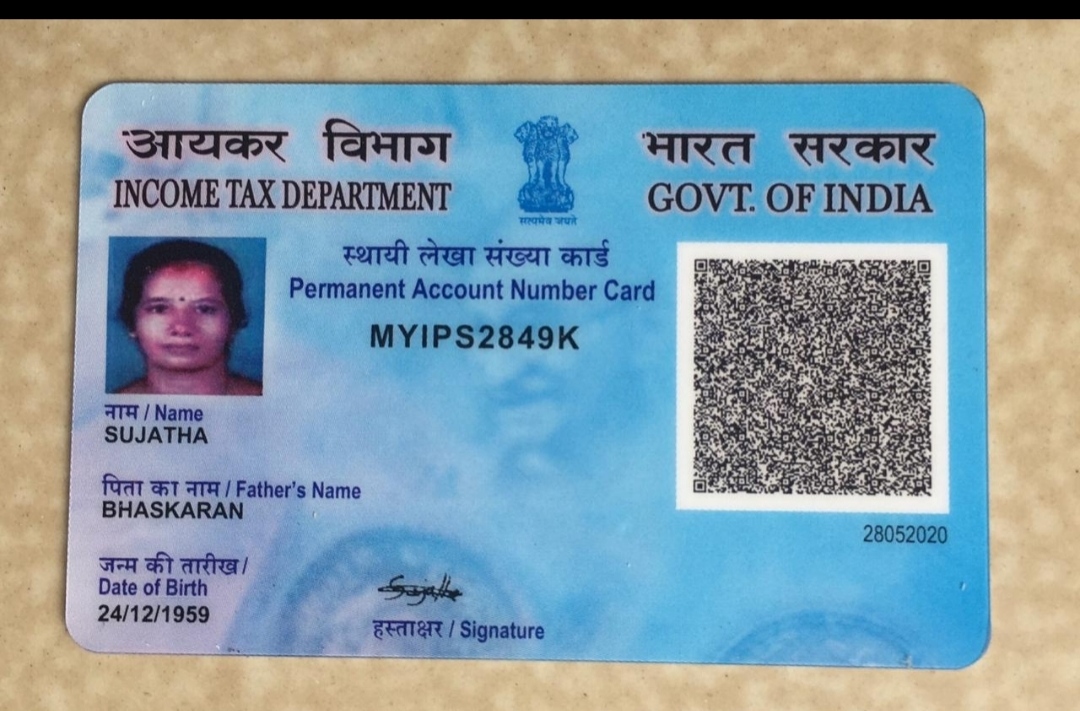 आयकर विभाग
INCOME TAX DEPARTMENT
सत्यमेव जयते
भारत सरकार
GOVT. OF INDIA
स्थायी लेखा संख्या कार्ड
Permanent Account Number Card
MYIPS2849K
नाम / Name
SUJATHA
पिता का नाम / Father's Name
BHASKARAN
जन्म की तारीख /
Date of Birth
24/12/1959
Sujatha
हस्ताक्षर / Signature
28052020